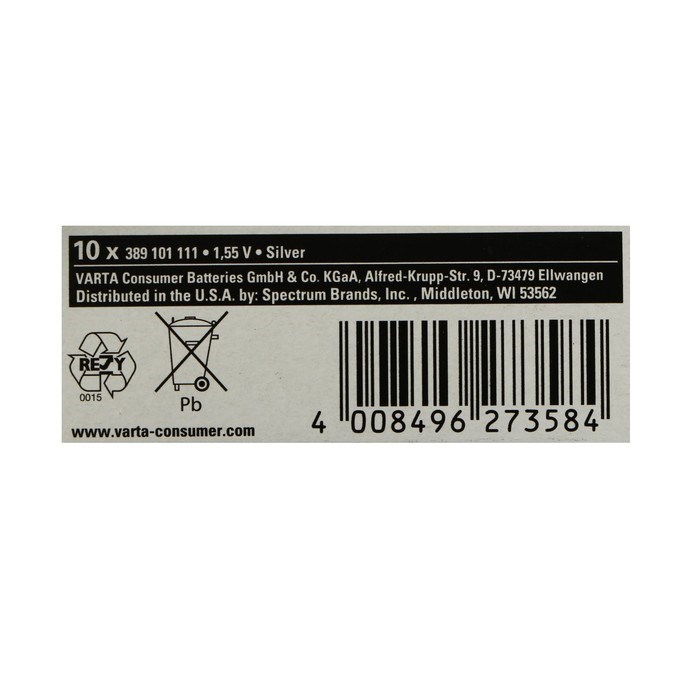 10 x 389 101 111 • 1,55 V • Silver
VARTA Consumer Batteries GmbH & Co. KGaA, Alfred-Krupp-Str. 9, D-73479 Ellwangen
Distributed in the U.S.A. by: Spectrum Brands, Inc. , Middleton, WI 53562
0015
Pb
www.varta-consumer.com
4 008496 273584